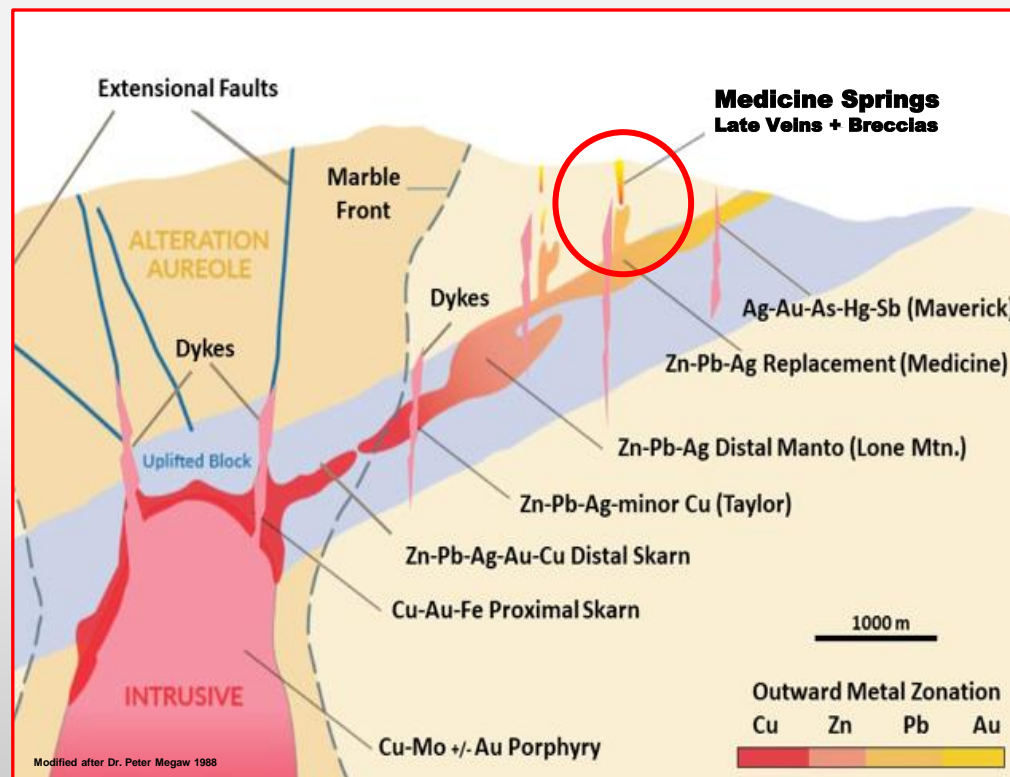 Extensional Faults
Medicine Springs
Late Veins + Breccias
Marble
Front
ALTERATION
AUREOLE
Dykes
Dykes
Ag-Au-As-Hg-Sb (Maverick)
Zn-Pb-Ag Replacement (Medicine)
Uplifted Block
Zn-Pb-Ag Distal Manto (Lone Mtn.)
Zn-Pb-Ag-minor Cu (Taylor)
Zn-Pb-Ag-Au-Cu Distal Skarn
Cu-Au-Fe Proximal Skarn
1000 m
INTRUSIVE
Outward Metal Zonation
Cu Zn Pb Au
Cu-Mo +/- Au Porphyry
Modified after Dr. Peter Megaw 1988